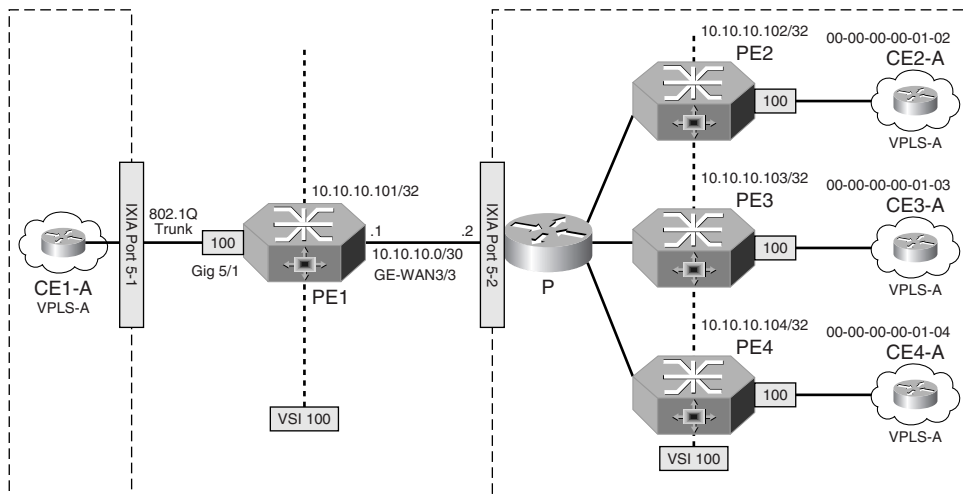 10.10.10.102/32
PE2
00-00-00-00-01-02
CE2-A
100
VPLS-A
10.10.10.101/32
IXIA Port 5-1
802.1Q
Trunk
100
Gig 5/1
CE1-A
VPLS-A
PE1
.1
.2
10.10.10.0/30
GE-WAN3/3
IXIA Port 5-2
P
10.10.10.103/32
PE3
00-00-00-00-01-03
CE3-A
100
VPLS-A
10.10.10.104/32
PE4
00-00-00-00-01-04
CE4-A
100
VPLS-A
VSI 100
VSI 100